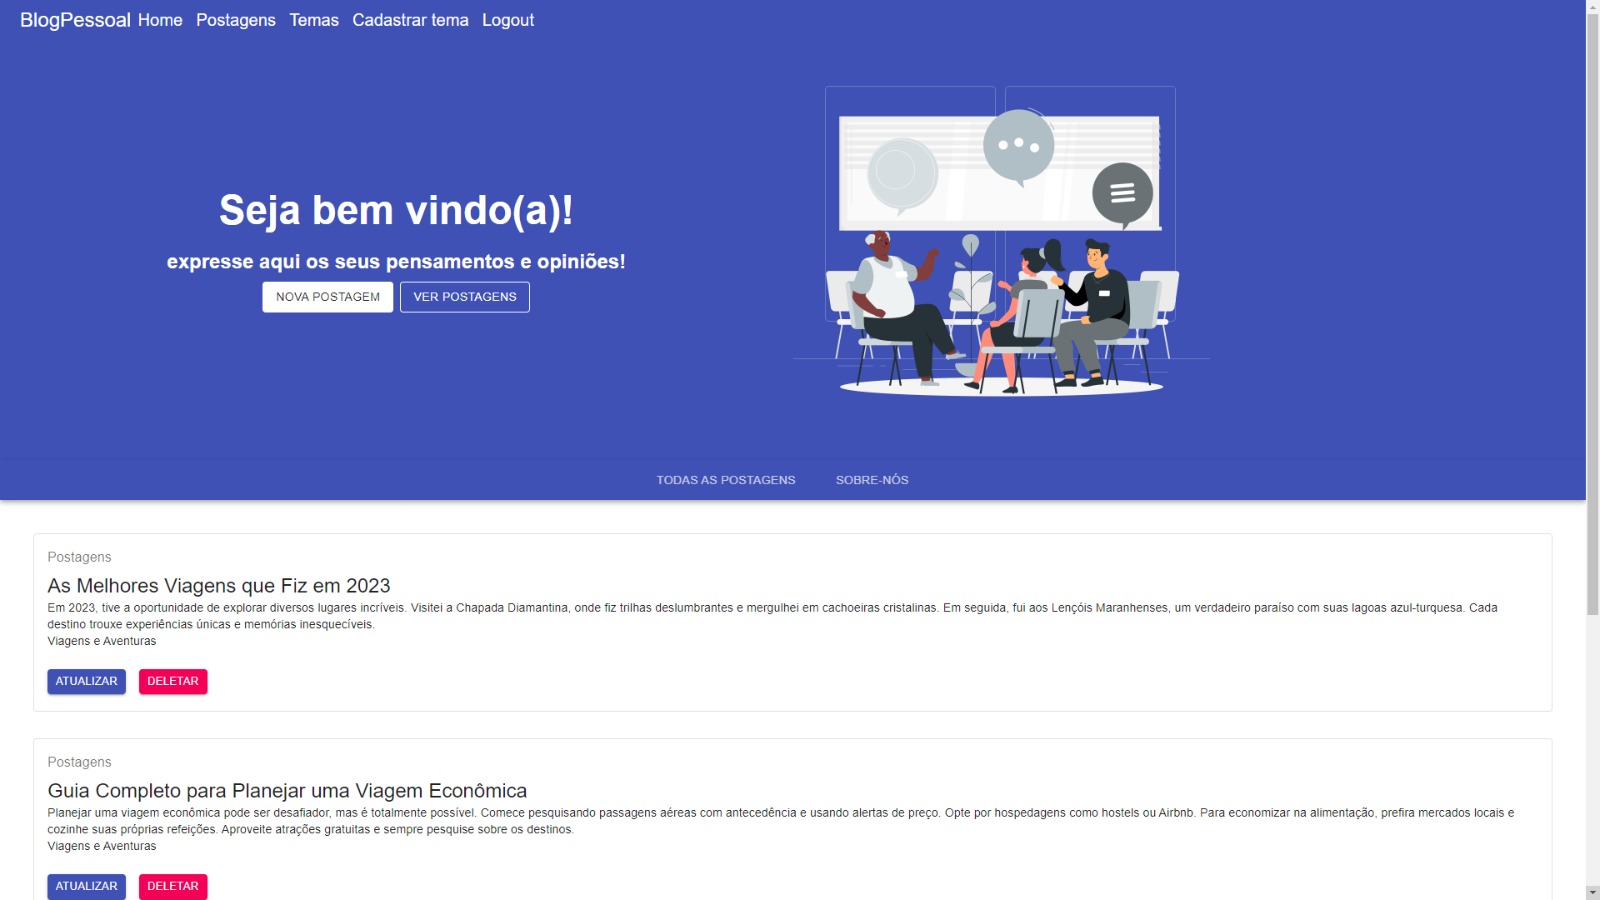 BlogPessoal Home Postagens Temas Cadastrar tema Logout
Seja bem vindo(a)!
expresse aqui os seus pensamentos e opiniões!
NOVA POSTAGEM VER POSTAGENS
TODAS AS POSTAGENS SOBRE-NÓS
Postagens
As Melhores Viagens que Fiz em 2023
Em 2023, tive a oportunidade de explorar diversos lugares incríveis. Visitei a Chapada Diamantina, onde fiz trilhas deslumbrantes e mergulhei em cachoeiras cristalinas. Em seguida, fui aos Lençóis Maranhenses, um verdadeiro paraíso com suas lagoas azul-turquesa. Cada
destino trouxe experiências únicas e memórias inesquecíveis.
Viagens e Aventuras
ATUALIZAR DELETAR
Postagens
Guia Completo para Planejar uma Viagem Econômica
Planejar uma viagem econômica pode ser desafiador, mas é totalmente possível. Comece pesquisando passagens aéreas com antecedência e usando alertas de preço. Opte por hospedagens como hostels ou Airbnb. Para economizar na alimentação, prefira mercados locais e
cozinhe suas próprias refeições. Aproveite atrações gratuitas e sempre pesquise sobre os destinos.
Viagens e Aventuras
ATUALIZAR DELETAR